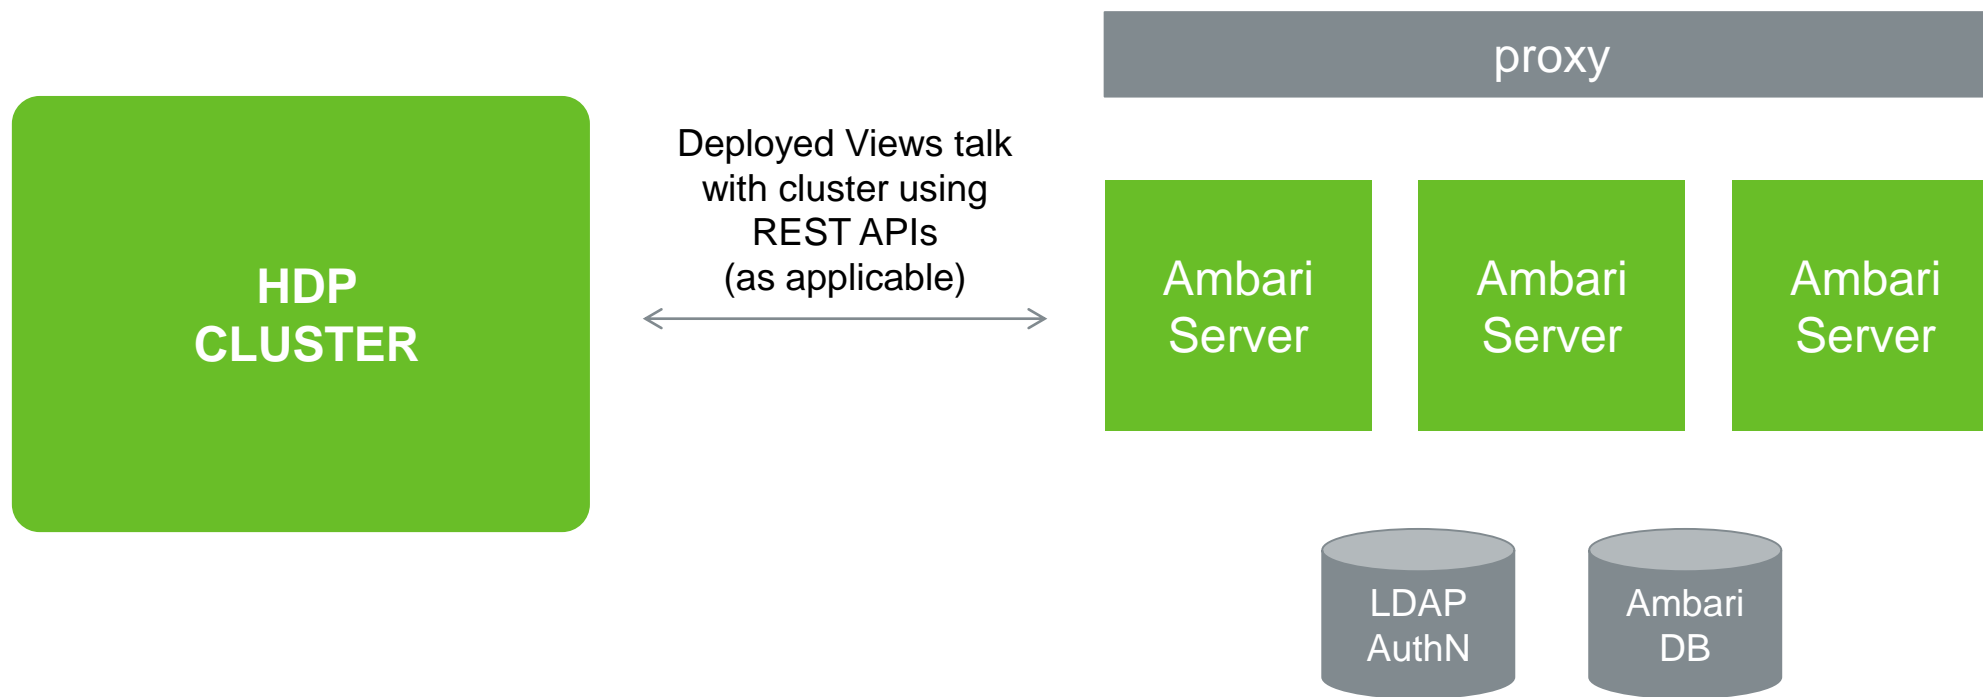 proxy
HDP
CLUSTER
Deployed Views talk
with cluster using
REST APIs
(as applicable)
Ambari
Server
Ambari
Server
Ambari
Server
LDAP
AuthN
Ambari
DB